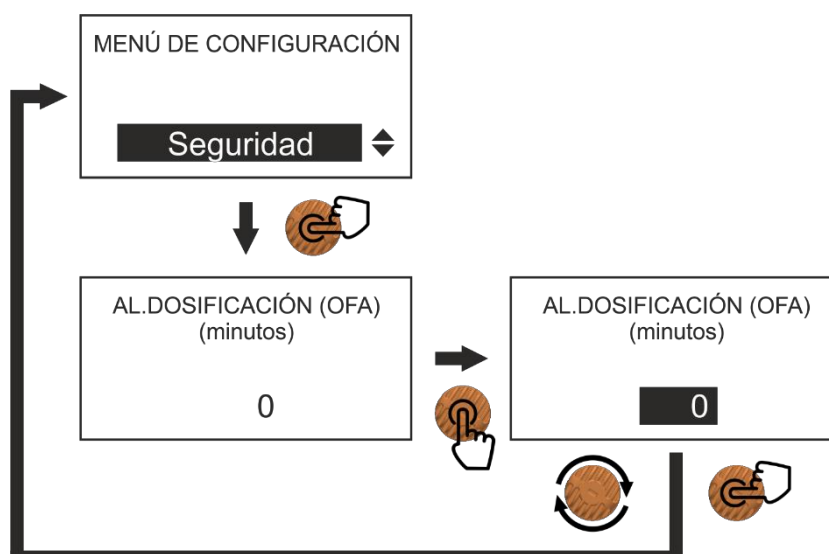 MENÚ DE CONFIGURACIÓN
Seguridad
AL.DOSIFICACIÓN (OFA)
(minutos)
0
AL.DOSIFICACIÓN (OFA)
(minutos)
0